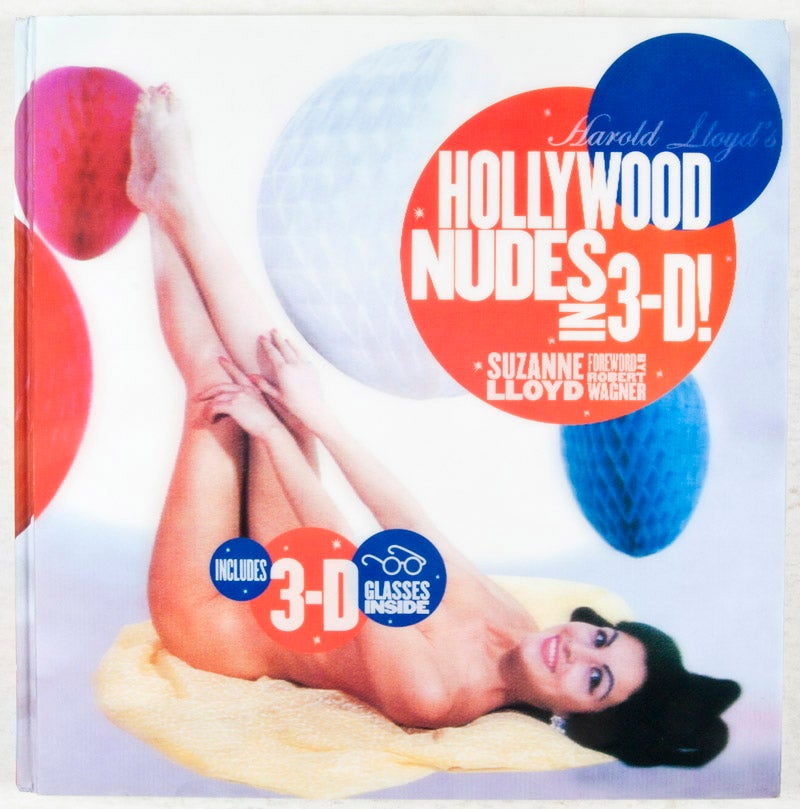 Harold Lloyd's
HOLLYWOOD
NUDES
IN
3-D!
SUZANNE
LLOYD
FOREWORD
BY
ROBERT
WAGNER
INCLUDES
3-D
GLASSES
INSIDE